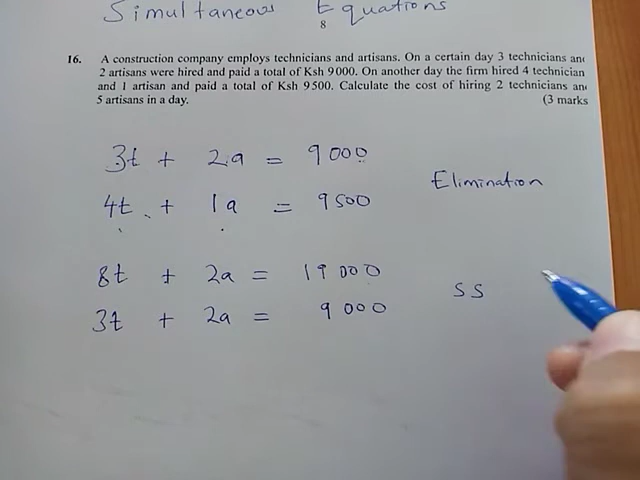 Simultaneous Equations
8
16. A construction company employs technicians and artisans. On a certain day 3 technicians and
2 artisans were hired and paid a total of Ksh 9000. On another day the firm hired 4 technician
and 1 artisan and paid a total of Ksh 9500. Calculate the cost of hiring 2 technicians and
5 artisans in a day. (3 marks
3t + 2a = 9000
Elimination
4t + 1a = 9500
8t + 2a = 19000
SS
3t + 2a = 9000